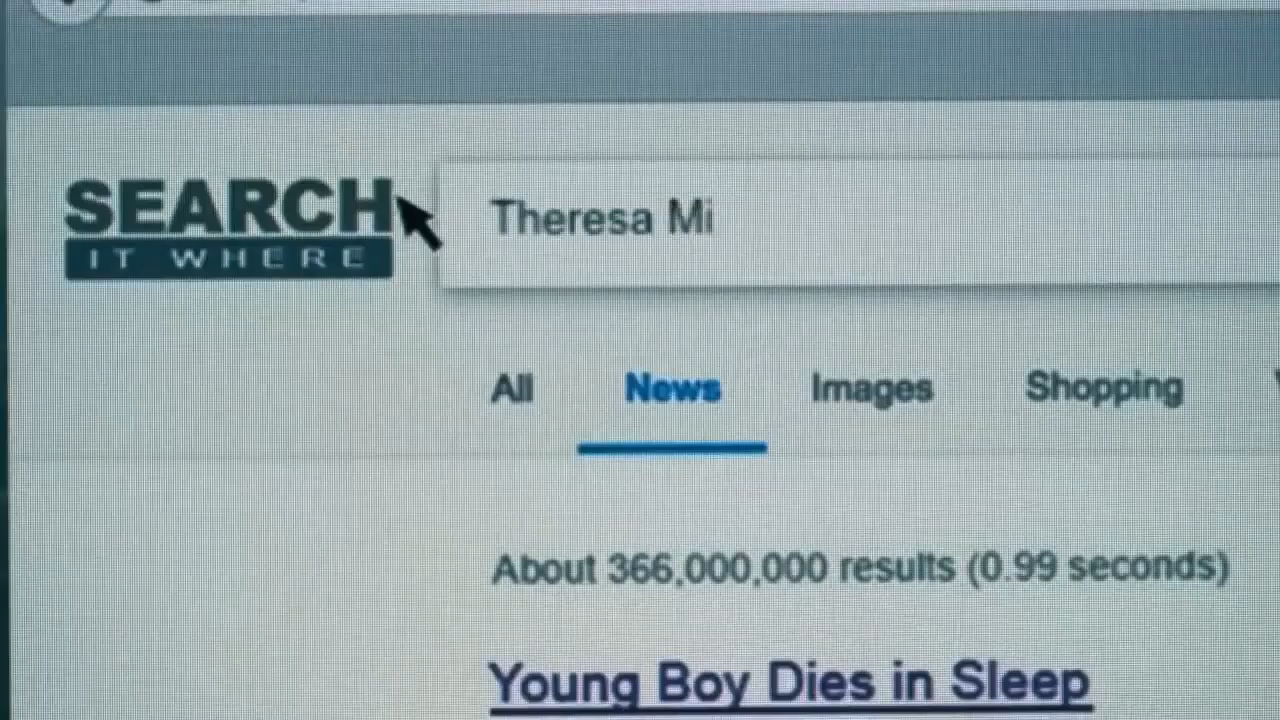 SEARCH
IT WHERE
Theresa Mi
All News Images Shopping
About 366,000,000 results (0.99 seconds)
Young Boy Dies in Sleep